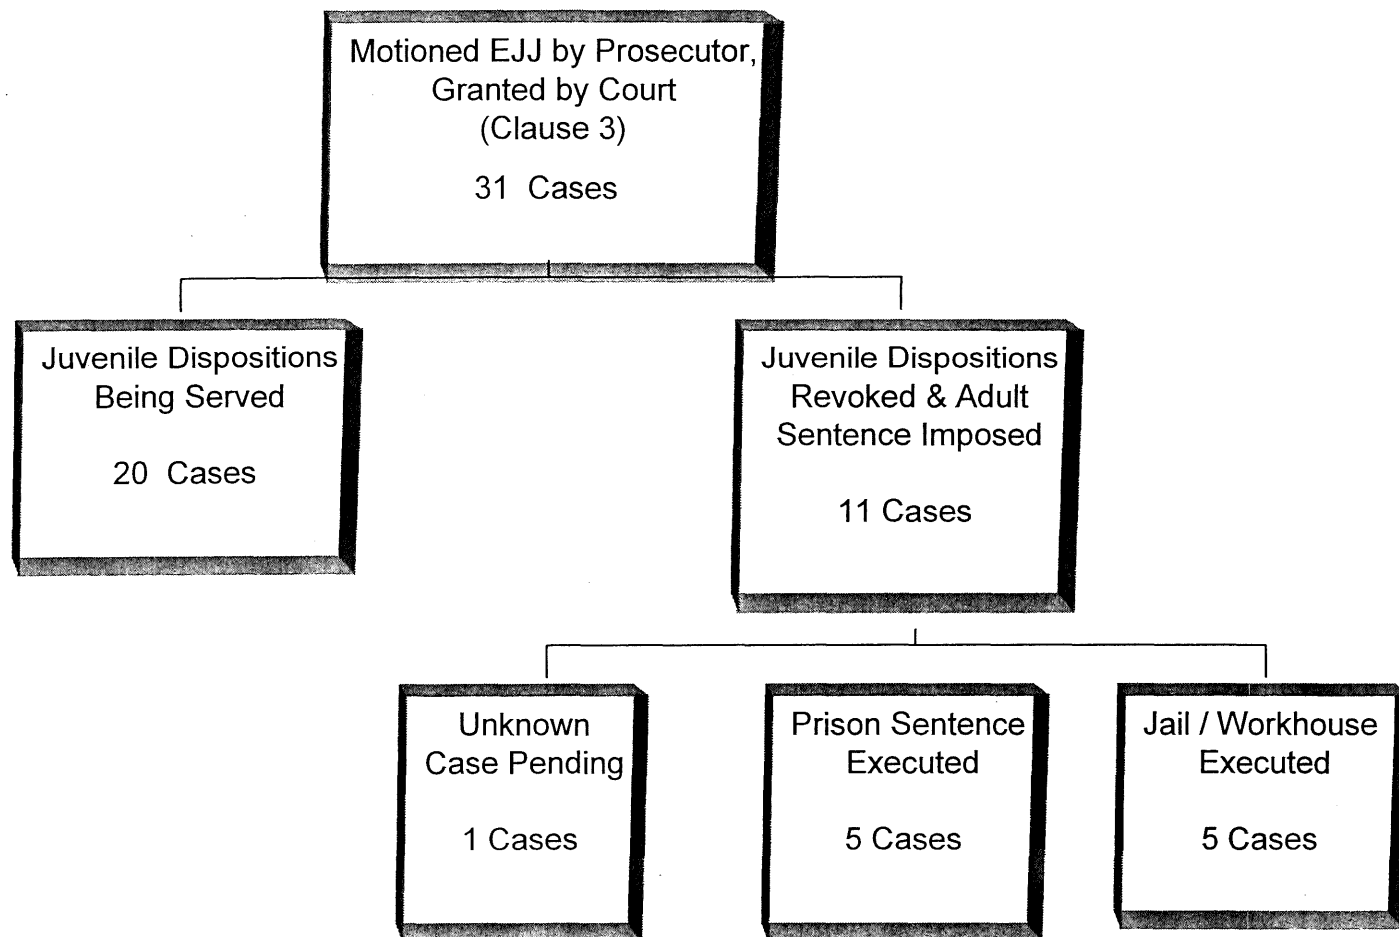 Motioned EJJ by Prosecutor,
Granted by Court
(Clause 3)
31 Cases
Juvenile Dispositions
Being Served
20 Cases
Juvenile Dispositions
Revoked & Adult
Sentence Imposed
11 Cases
Unknown
Case Pending
1 Cases
Prison Sentence
Executed
5 Cases
Jail / Workhouse
Executed
5 Cases